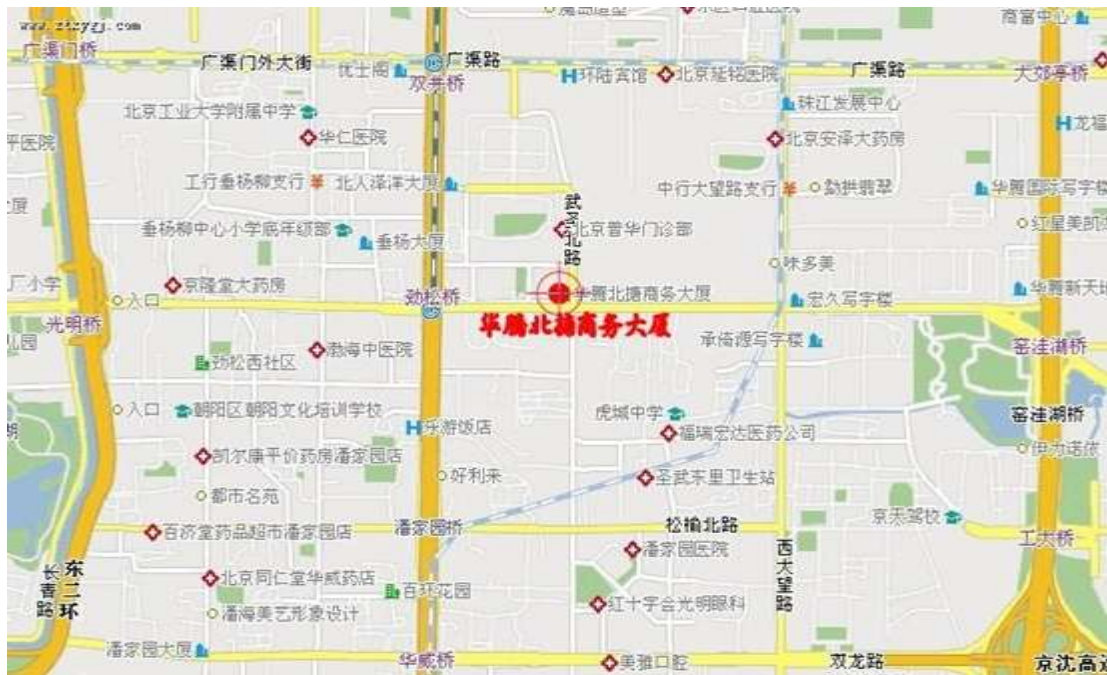 广渠门桥
广渠门外大街
优士阁
广渠路
双井桥
环陆宾馆
北京延铭医院
广渠路
商富中心
大郊亭桥
珠江发展中心
北京工业大学附属中学
华仁医院
北京安泽大药房
龙福
平医院
工行垂杨柳支行
北人泽洋大厦
中行大望路支行
勐拱翡翠
华腾国际写字楼
武圣北路
北京普华门诊部
红星美凯
垂杨柳中心小学低年级部
垂杨大厦
味多美
厂小学
京隆堂大药房
入口
劲松桥
华腾北搪商务大厦
宏久写字楼
华腾新天地
光明桥
华腾北搪商务大厦
渤海中医院
劲松西社区
窑洼湖桥
入口
朝阳区朝阳文化培训学校
虎城中学
窑洼湖桥
乐游饭店
福瑞宏达医药公司
伊力诺依
凯尔康平价药房潘家园店
好利来
圣武东里卫生站
都市名苑
京天驾校
百济堂药品超市潘家园店
潘家园桥
松榆北路
工大桥
潘家园医院
西大望路
长青路
东二环
北京同仁堂华威药店
百环花园
红十字会光明眼科
潘海美艺形象设计
潘家园大厦
华威桥
美雅口腔
双龙路
京沈高速